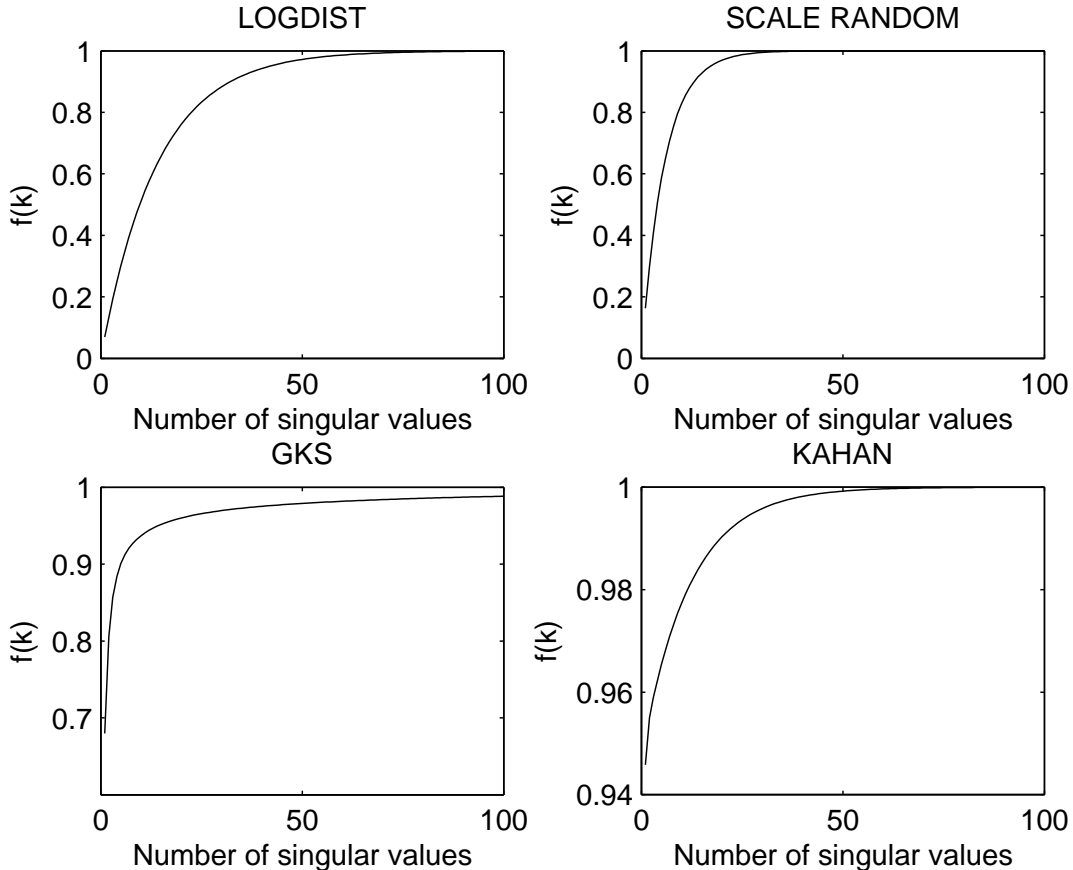 LOGDIST
1
0.8
0.6
0.4
0.2
0
f(k)
0 50 100
Number of singular values
SCALE RANDOM
1
0.8
0.6
0.4
0.2
0
f(k)
0 50 100
Number of singular values
GKS
1
0.9
0.8
0.7
f(k)
0 50 100
Number of singular values
KAHAN
1
0.98
0.96
0.94
f(k)
0 50 100
Number of singular values